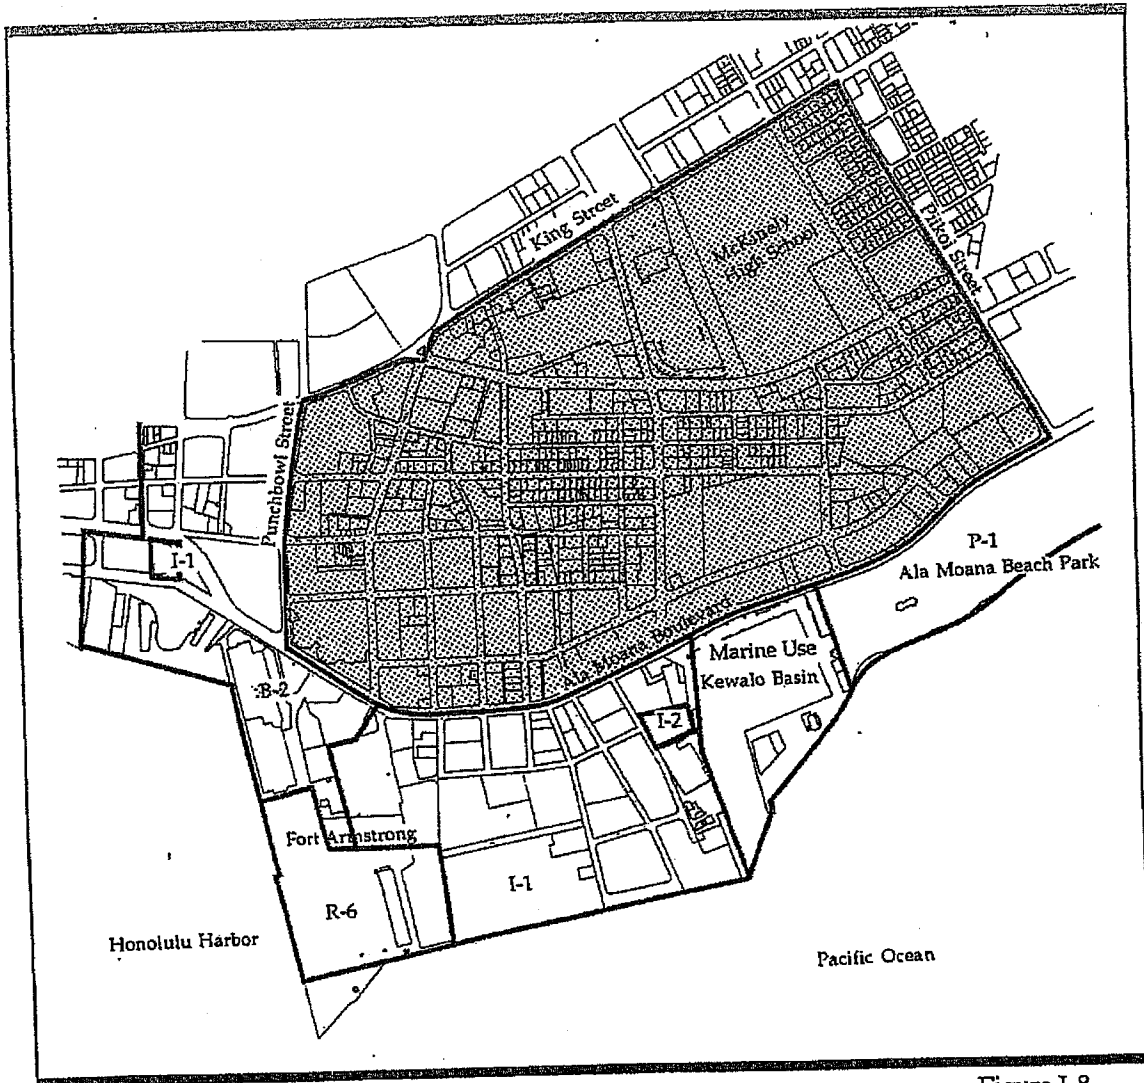 King Street
McKinely
High School
Piikoi Street
Punchbowl Street
I-1
P-1
Ala Moana Beach Park
Ala Moana Boulevard
Marine Use
Kewalo Basin
B-2
I-2
Fort Armstrong
I-1
R-6
Honolulu Harbor
Pacific Ocean